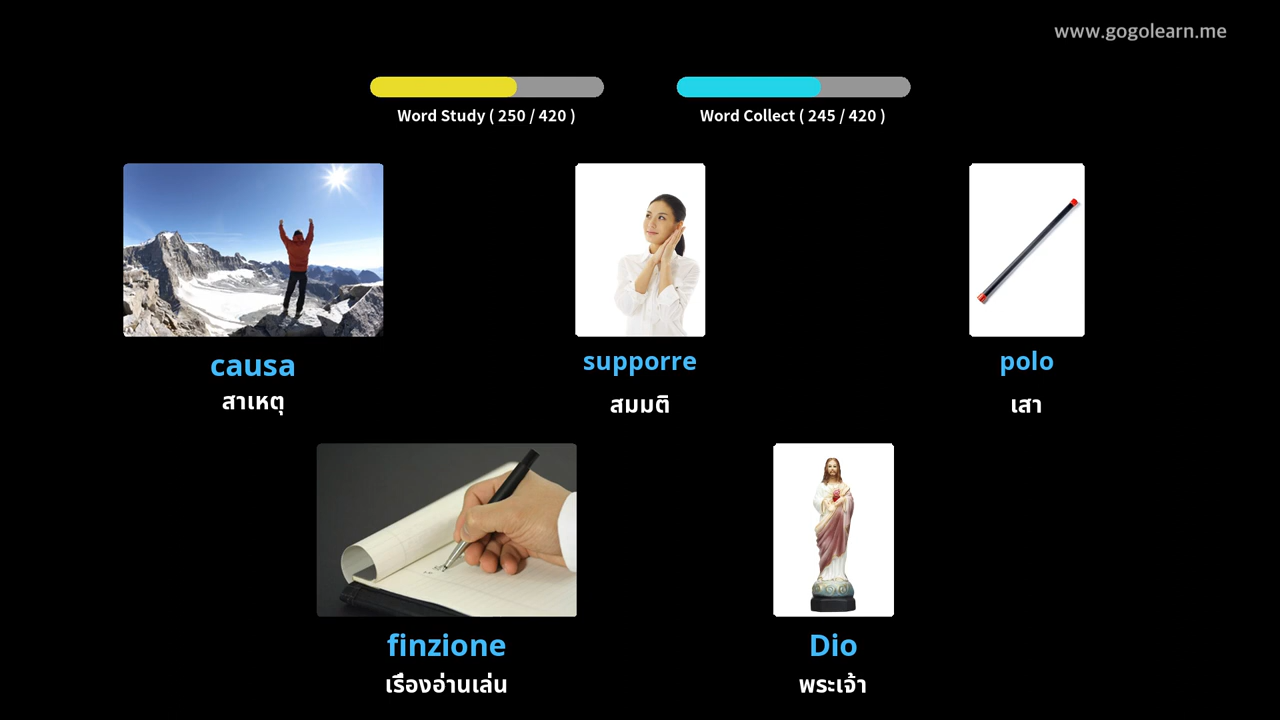 www.gogolearn.me
Word Study ( 250 / 420 )
Word Collect ( 245 / 420 )
causa
สาเหตุ
supporre
สมมติ
polo
เสา
finzione
เรื่องอ่านเล่น
Dio
พระเจ้า